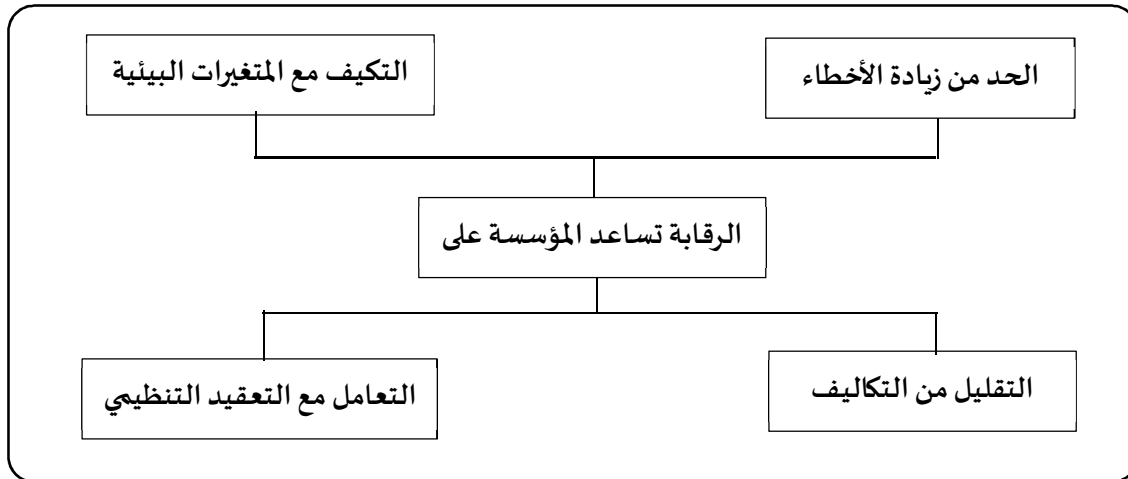 الحد من زيادة الأخطاء
التكيف مع المتغيرات البيئية
الرقابة تساعد المؤسسة على
التقليل من التكاليف
التعامل مع التعقيد التنظيمي